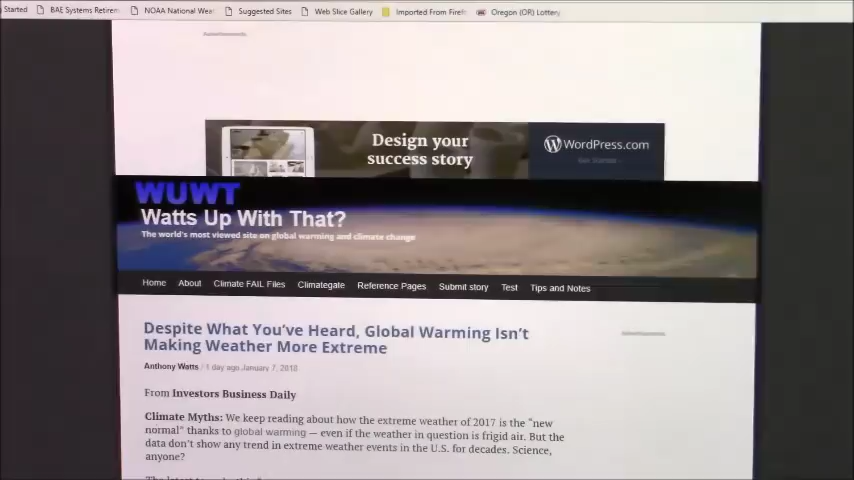 Started BAE Systems Retirem NOAA National Wea Suggested Sites Web Slice Gallery Imported From Firef Oregon (OR) Lottery
Advertisements
Design your
success story
WordPress.com
Get Started
WUWT
Watts Up With That?
The world's most viewed site on global warming and climate change
Home About Climate FAIL Files Climategate Reference Pages Submit story Test Tips and Notes
Despite What You've Heard, Global Warming Isn't
Making Weather More Extreme
Advertisements
Anthony Watts / 1 day ago January 7, 2018
From Investors Business Daily
Climate Myths: We keep reading about how the extreme weather of 2017 is the "new
normal" thanks to global warming — even if the weather in question is frigid air. But the
data don't show any trend in extreme weather events in the U.S. for decades. Science,
anyone?